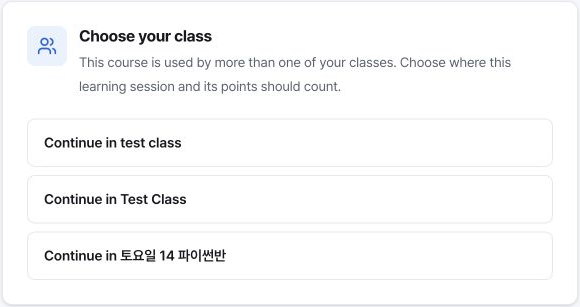 Choose your class
This course is used by more than one of your classes. Choose where this
learning session and its points should count.
Continue in test class
Continue in Test Class
Continue in 토요일 14 파이썬반